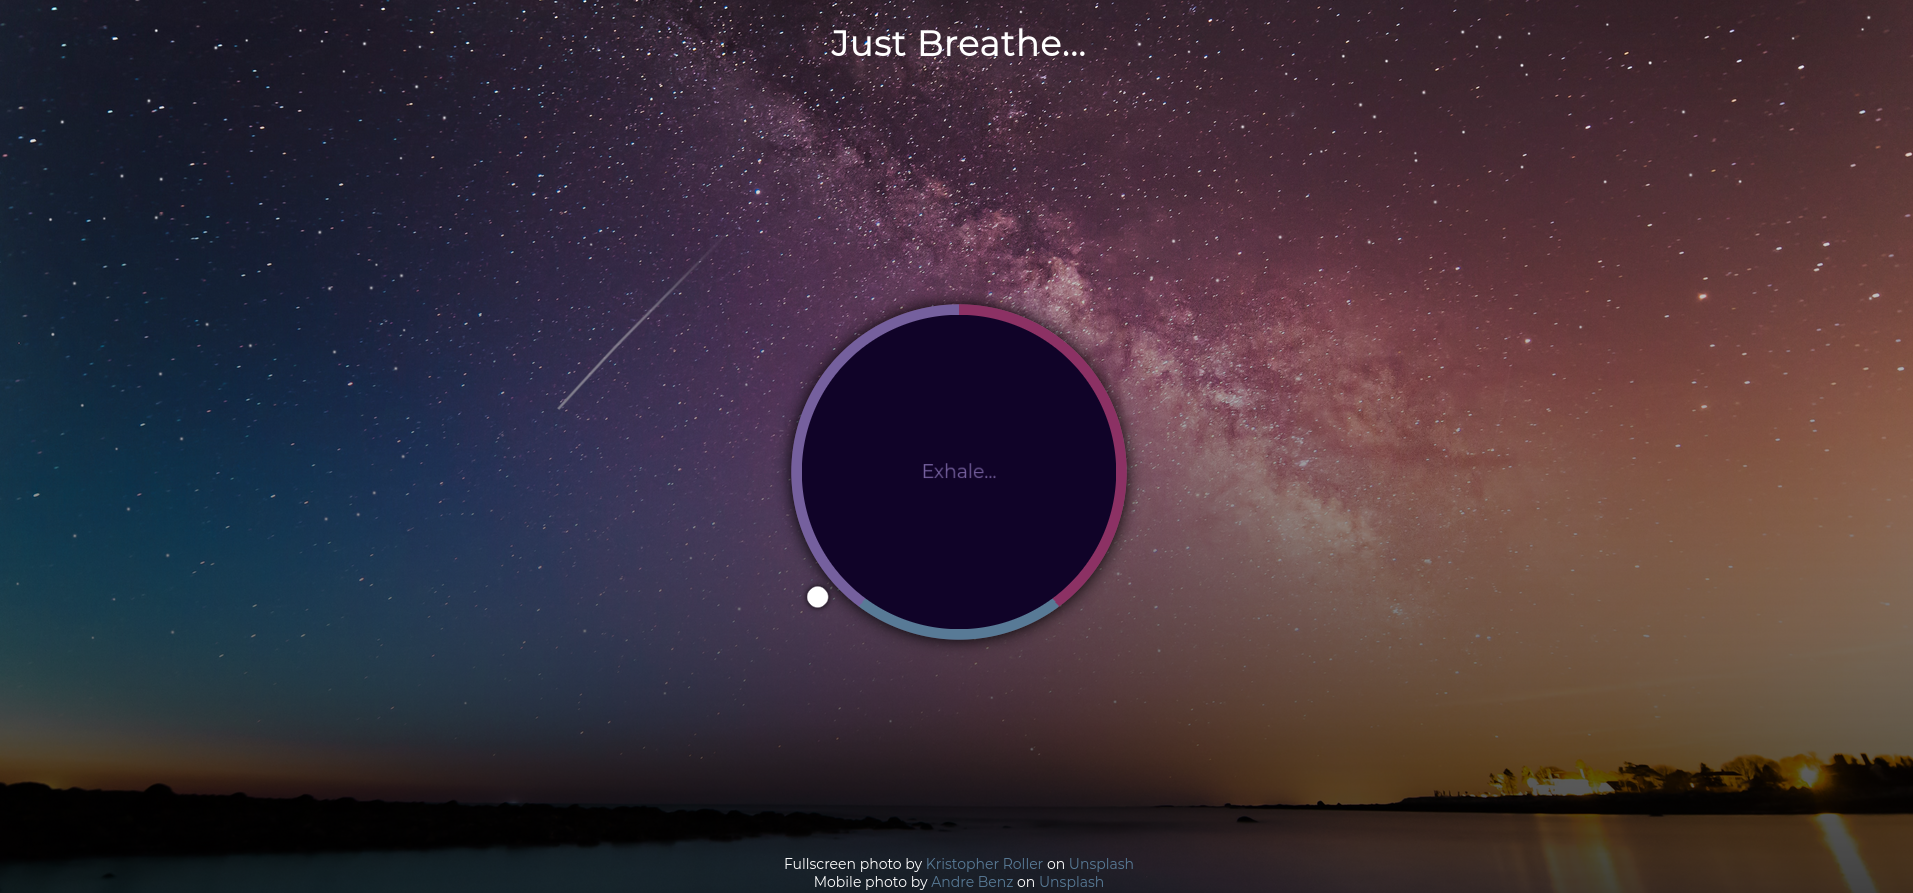 Just Breathe...
Exhale...
Fullscreen photo by Kristopher Roller on Unsplash
Mobile photo by Andre Benz on Unsplash